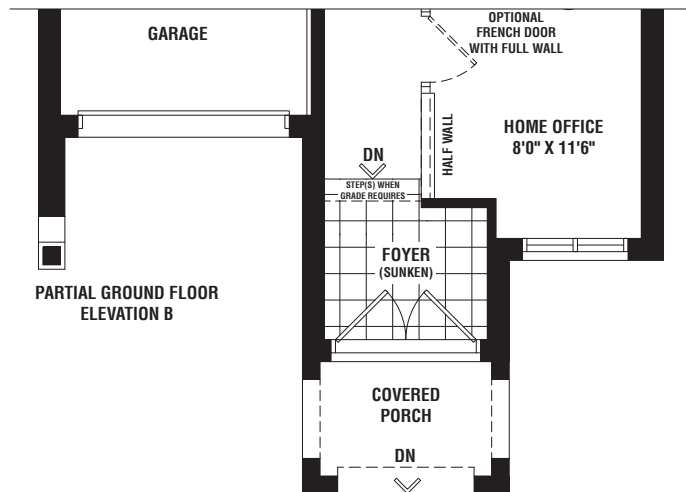 GARAGE
OPTIONAL
FRENCH DOOR
WITH FULL WALL
HALF WALL
HOME OFFICE
8'0" X 11'6"
DN
STEP(S) WHEN
GRADE REQUIRES
FOYER
(SUNKEN)
PARTIAL GROUND FLOOR
ELEVATION B
COVERED
PORCH
DN